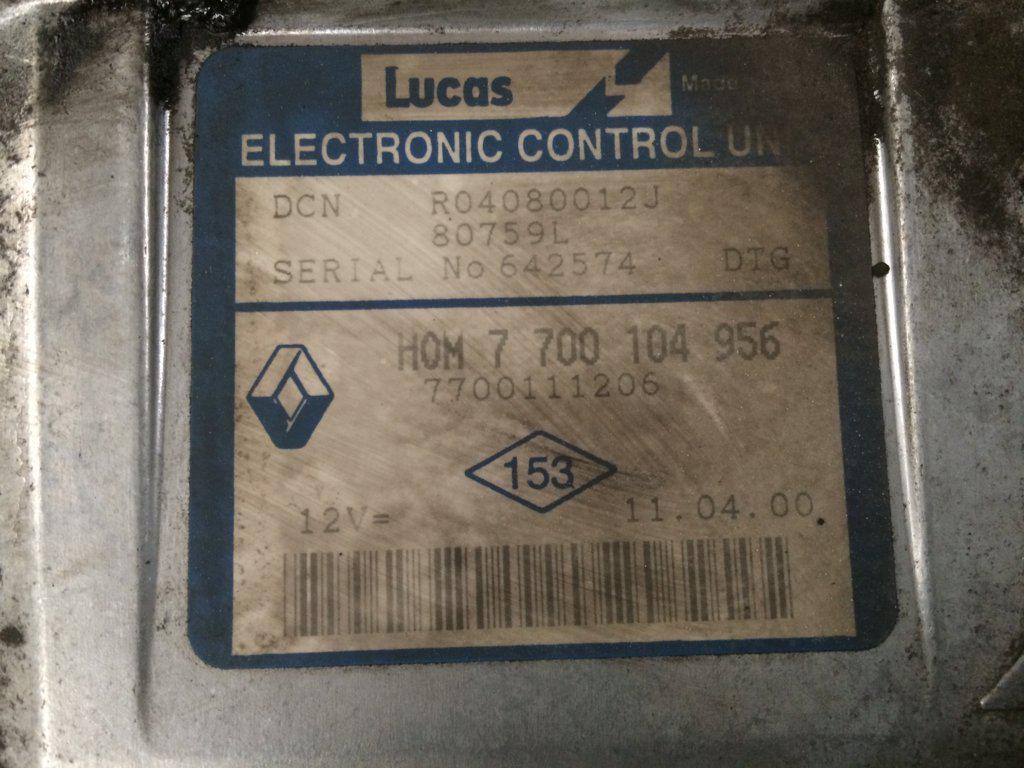 Lucas
Made
ELECTRONIC CONTROL UN
DCN R04080012J
80759L
SERIAL No 642574 DTG
HOM 7 700 104 956
7700111206
153
12V=
11.04.00